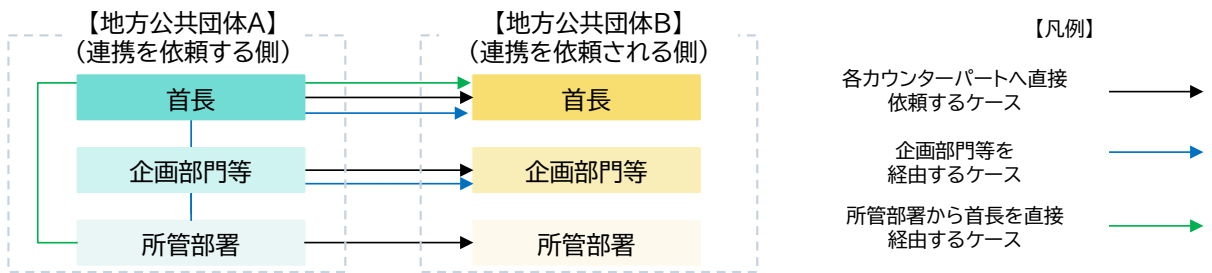 【地方公共団体A】
（連携を依頼する側）
首長
企画部門等
所管部署
【地方公共団体B】
（連携を依頼される側）
首長
企画部門等
所管部署
【凡例】
各カウンターパートへ直接
依頼するケース
企画部門等を
経由するケース
所管部署から首長を直接
経由するケース